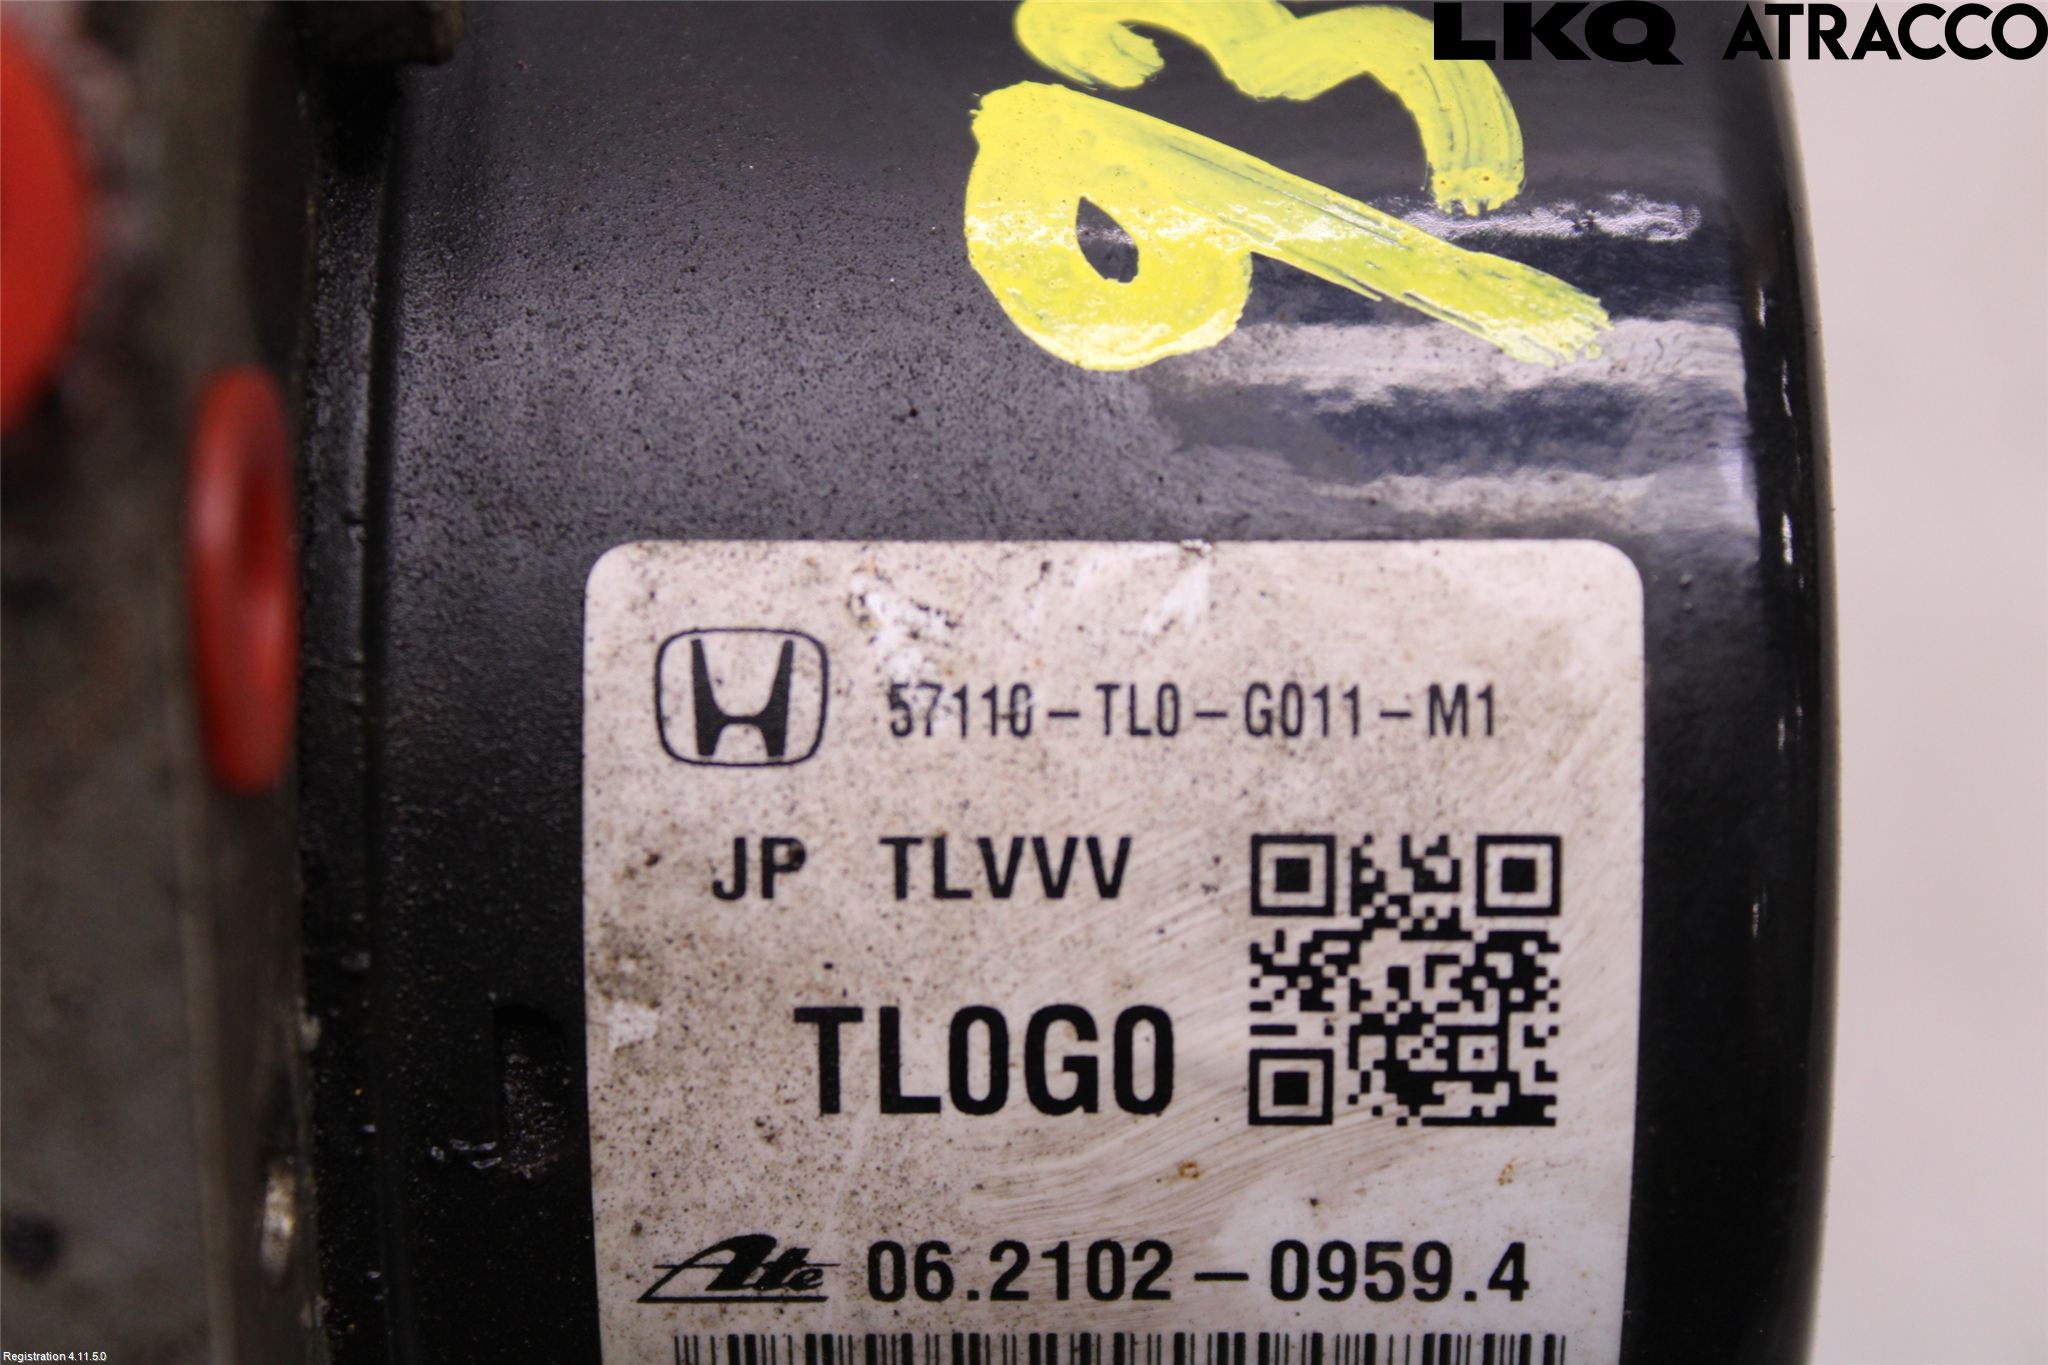 LKQ ATRACCO
93
57110-TL0-G011-M1
JP TLVVV
TL0G0
Ate 06.2102-0959.4
Registration 4.11.5.0